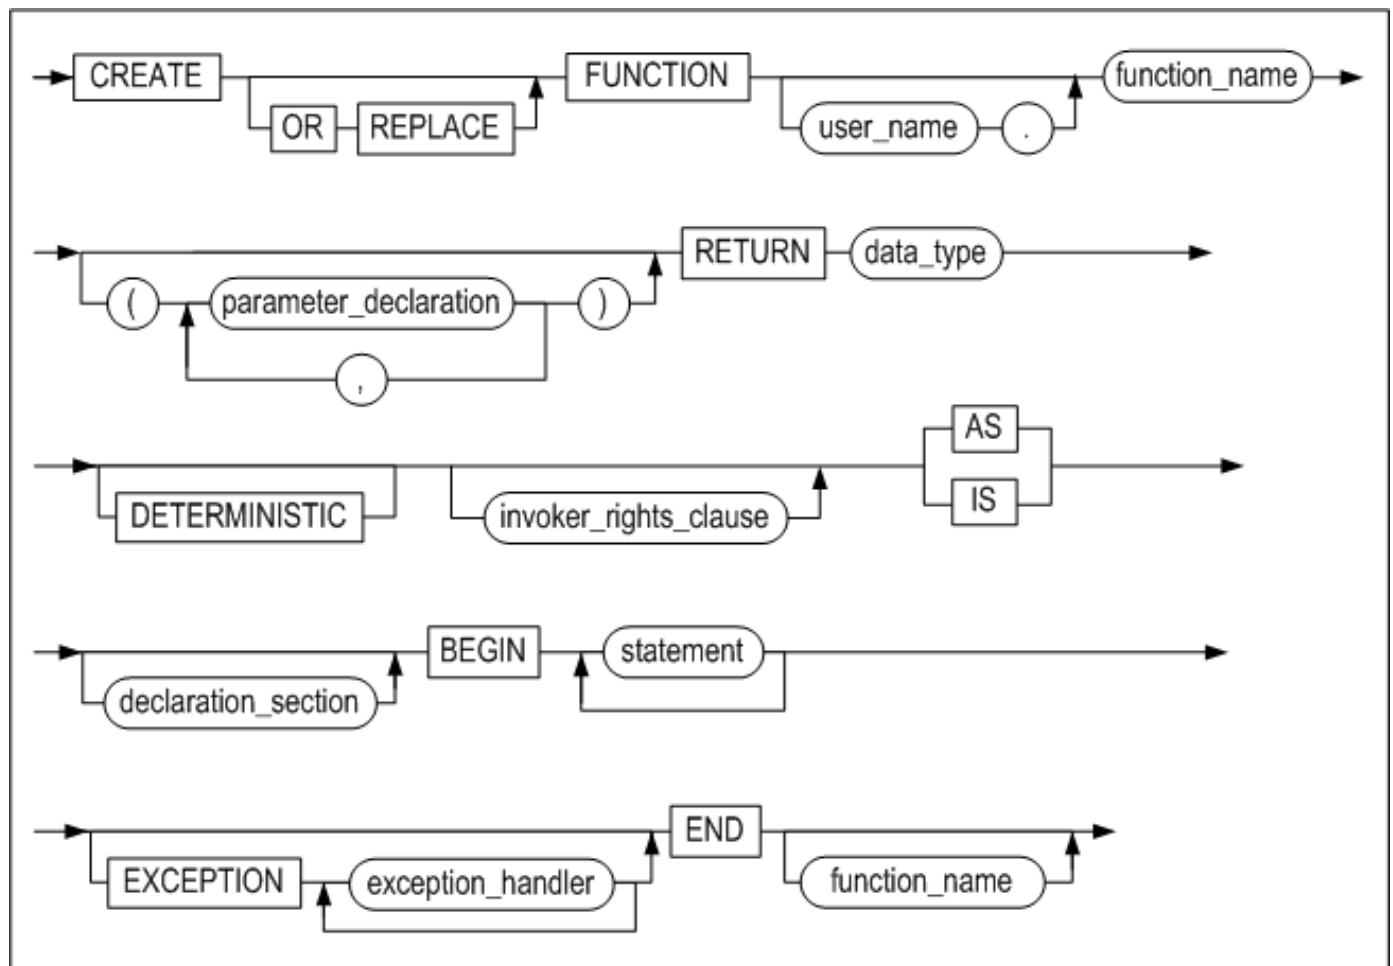 CREATE FUNCTION function_name
OR REPLACE user_name .
RETURN data_type
( parameter_declaration )
,
AS
DETERMINISTIC invoker_rights_clause IS
BEGIN statement
declaration_section
END
EXCEPTION exception_handler function_name